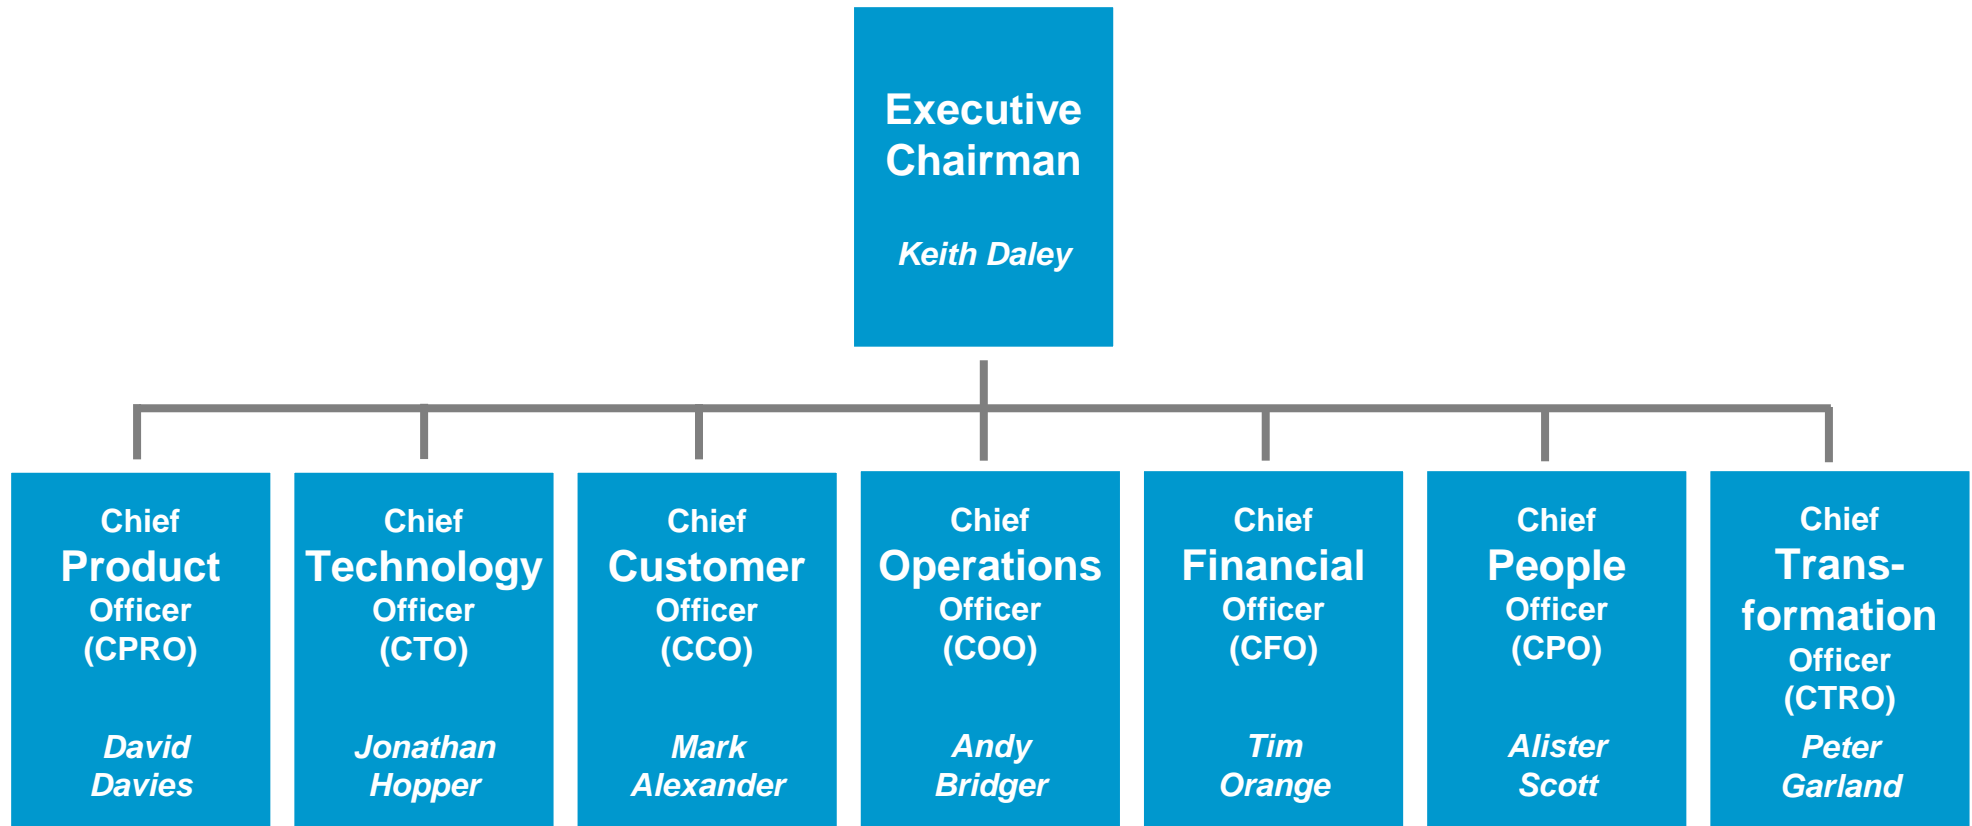 Executive
Chairman
Keith Daley
Chief
Product
Officer
(CPRO)
David
Davies
Chief
Technology
Officer
(CTO)
Jonathan
Hopper
Chief
Customer
Officer
(CCO)
Mark
Alexander
Chief
Operations
Officer
(COO)
Andy
Bridger
Chief
Financial
Officer
(CFO)
Tim
Orange
Chief
People
Officer
(CPO)
Alister
Scott
Chief
Trans-
formation
Officer
(CTRO)
Peter
Garland